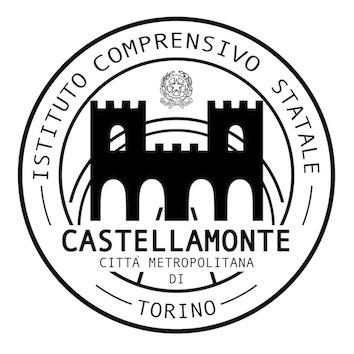 ISTITUTO COMPRENSIVO STATALE
CASTELLAMONTE
CITTÀ METROPOLITANA
DI
TORINO